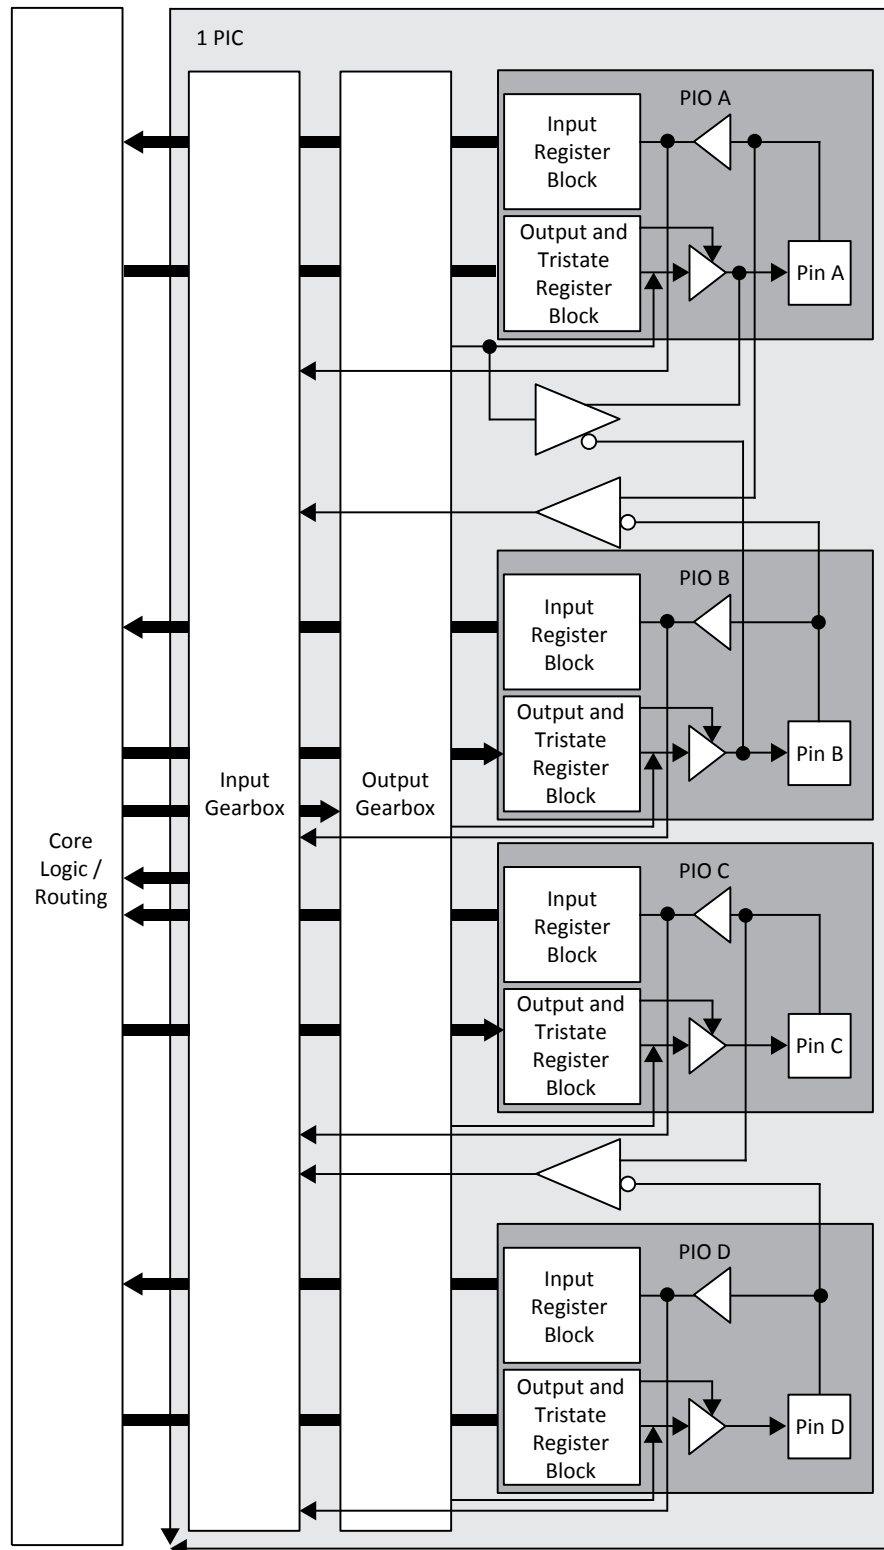 1 PIC
PIO A
Input
Register
Block
Output and
Tristate
Register
Block
Pin A
PIO B
Input
Register
Block
Output and
Tristate
Register
Block
Pin B
Input
Gearbox
Output
Gearbox
Core
Logic /
Routing
PIO C
Input
Register
Block
Output and
Tristate
Register
Block
Pin C
PIO D
Input
Register
Block
Output and
Tristate
Register
Block
Pin D